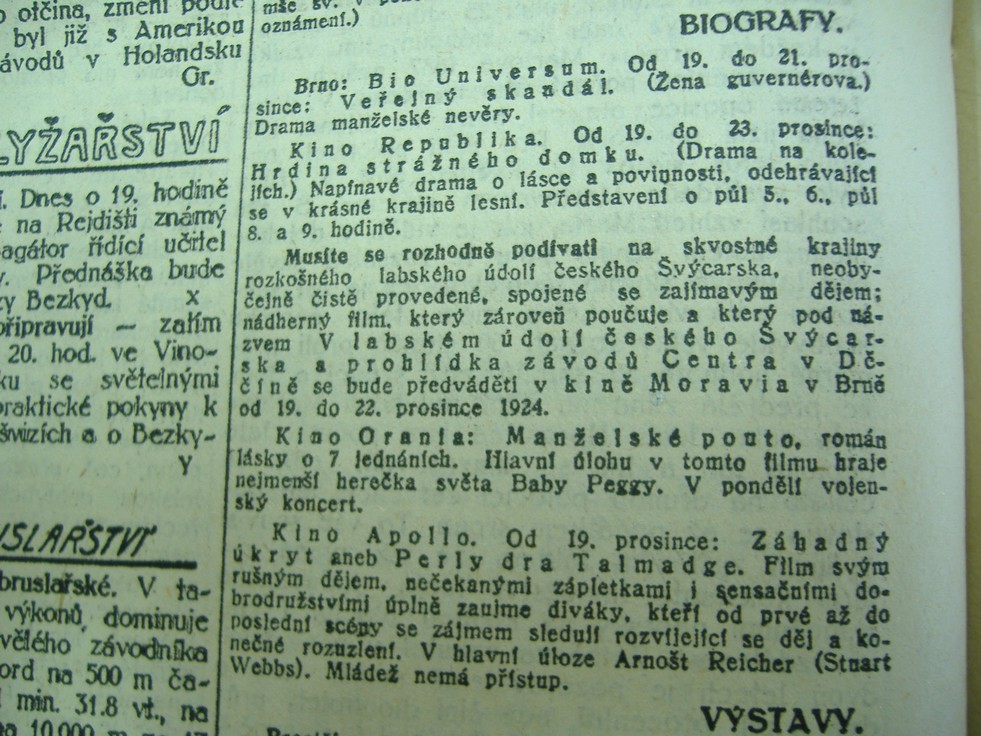 o otčina, změní podle
byl již s Amerikou
ávodů v Holandsku
Gr.
LYŽAŘSTVÍ
í. Dnes o 19. hodině
na Rejdišti známý
pagátor řídící učitel
y. Přednáška bude
ky Bezkyd. x
připravují — zatím
20. hod. ve Vino-
ku se světelnými
praktické pokyny k
švizích a o Bezky-
y
USLAŘSTVÍ
bruslařské. V ta-
výkonů dominuje
vělého závodníka
ord na 500 m ča-
min. 31.8 vt., na
10.000 m
mše sv. v
oznámení.)
BIOGRAFY.
Brno: Bio Universum. Od 19. do 21. pro-
since: Veřejný skandál. (Žena guvernérova.)
Drama manželské nevěry.
Kino Republika. Od 19. do 23. prosince:
Hrdina strážného domku. (Drama na kole-
jích.) Napínavé drama o lásce a povinnosti, odehrávající
se v krásné krajině lesní. Představení o půl 5., 6., půl
8. a 9. hodině.
Musíte se rozhodně podívati na skvostné krajiny
rozkošného labského údolí českého Švýcarska, neoby-
čejně čistě provedené, spojené se zajímavým dějem;
nádherný film, který zároveň poučuje a který pod ná-
zvem V labském údolí českého Švýcar-
ska a prohlídka závodů Centra v Dě-
číně se bude předváděti v kině Moravia v Brně
od 19. do 22. prosince 1924.
Kino Orania: Manželské pouto, román
lásky o 7 jednáních. Hlavní úlohu v tomto filmu hraje
nejmenší herečka světa Baby Peggy. V pondělí vojen-
ský koncert.
Kino Apollo. Od 19. prosince: Záhadný
úkryt aneb Perly dra Talmadge. Film svým
rušným dějem, nečekanými zápletkami i sensačními do-
brodružstvími úplně zaujme diváky, kteří od prvé až do
poslední scény se zájmem sledují rozvíjející se děj a ko-
nečné rozuzlení. V hlavní úloze Arnošt Reicher (Stuart
Webbs). Mládež nemá přístup.
VÝSTAVY.